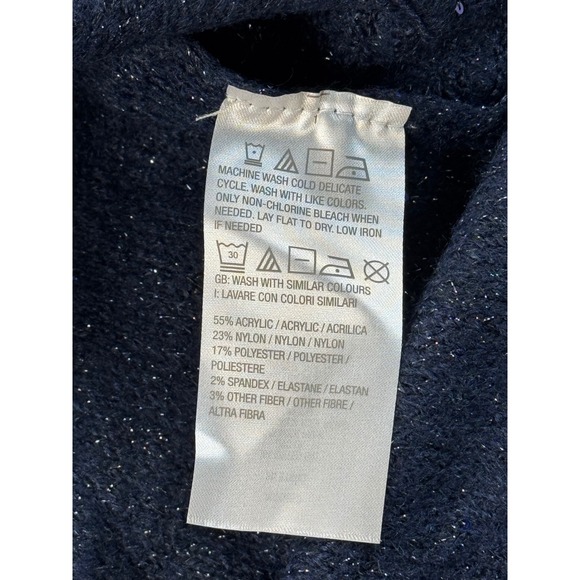 MACHINE WASH COLD DELICATE
CYCLE. WASH WITH LIKE COLORS.
ONLY NON-CHLORINE BLEACH WHEN
NEEDED. LAY FLAT TO DRY. LOW IRON
IF NEEDED
30
GB: WASH WITH SIMILAR COLOURS
I: LAVARE CON COLORI SIMILARI
55% ACRYLIC / ACRYLIC / ACRILICA
23% NYLON / NYLON / NYLON
17% POLYESTER / POLYESTER /
POLIESTERE
2% SPANDEX / ELASTANE / ELASTAN
3% OTHER FIBER / OTHER FIBRE /
ALTRA FIBRA